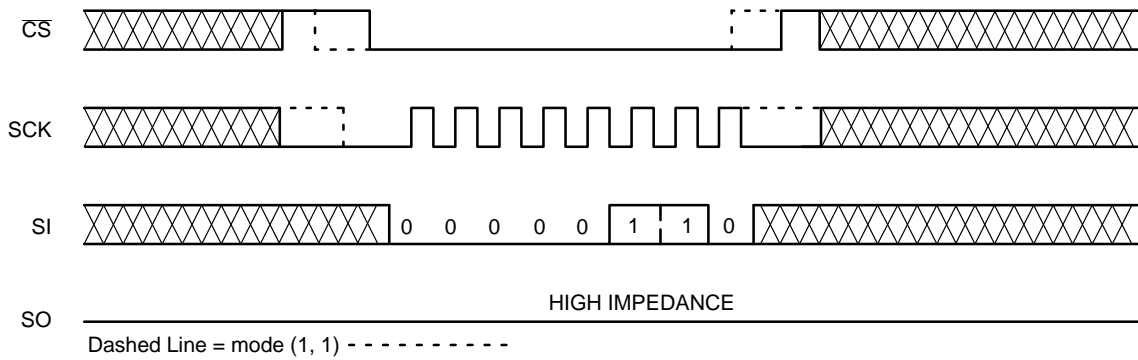 CS
SCK
SI 0 0 0 0 0 1 1 0
HIGH IMPEDANCE
SO
Dashed Line = mode (1, 1)